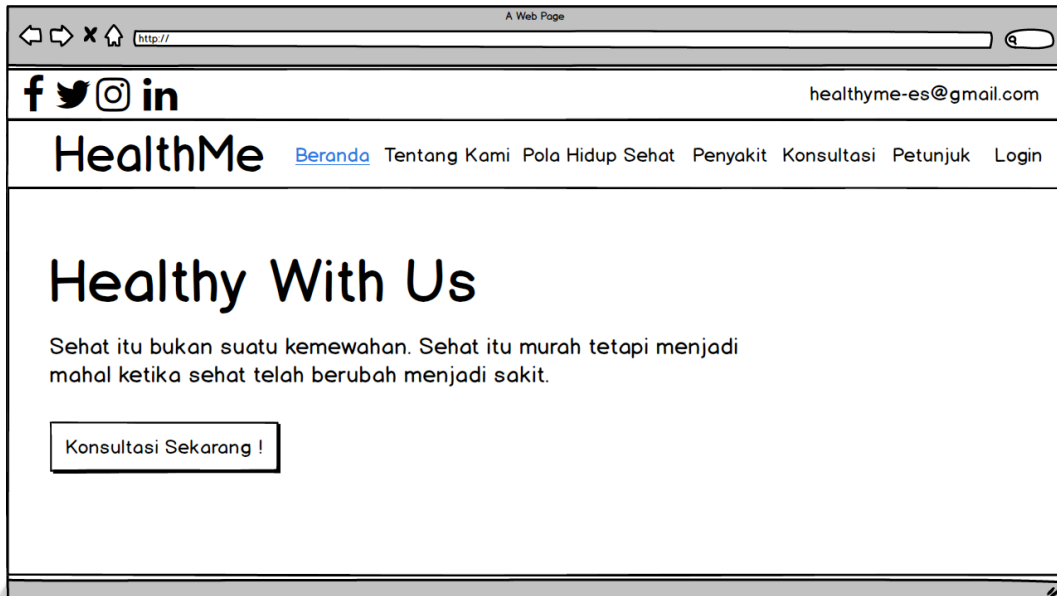 A Web Page
http://
healthyme-es@gmail.com
HealthMe Beranda Tentang Kami Pola Hidup Sehat Penyakit Konsultasi Petunjuk Login
Healthy With Us
Sehat itu bukan suatu kemewahan. Sehat itu murah tetapi menjadi
mahal ketika sehat telah berubah menjadi sakit.
Konsultasi Sekarang !